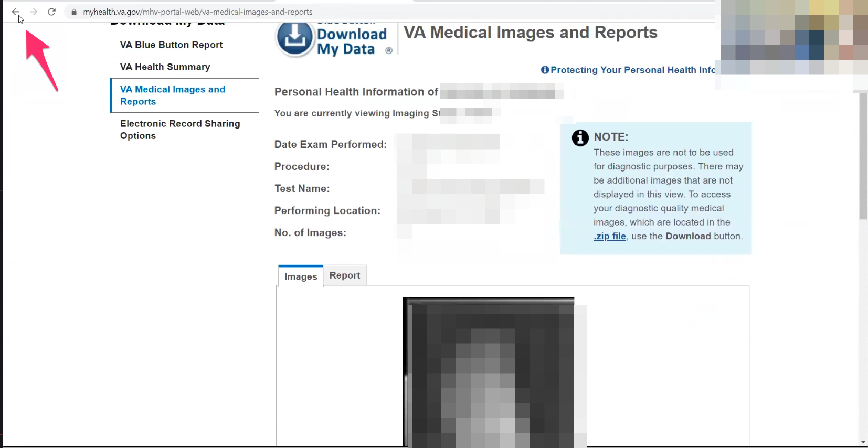 myhealth.va.gov/mhv-portal-web/va-medical-images-and-reports
Download My Data
VA Blue Button Report
VA Health Summary
VA Medical Images and
Reports
Electronic Record Sharing
Options
Download
My Data ®
VA Medical Images and Reports
Protecting Your Personal Health Info
Personal Health Information of
You are currently viewing Imaging St
Date Exam Performed:
Procedure:
Test Name:
Performing Location:
No. of Images:
NOTE:
These images are not to be used
for diagnostic purposes. There may
be additional images that are not
displayed in this view. To access
your diagnostic quality medical
images, which are located in the
.zip file, use the Download button.
Images
Report